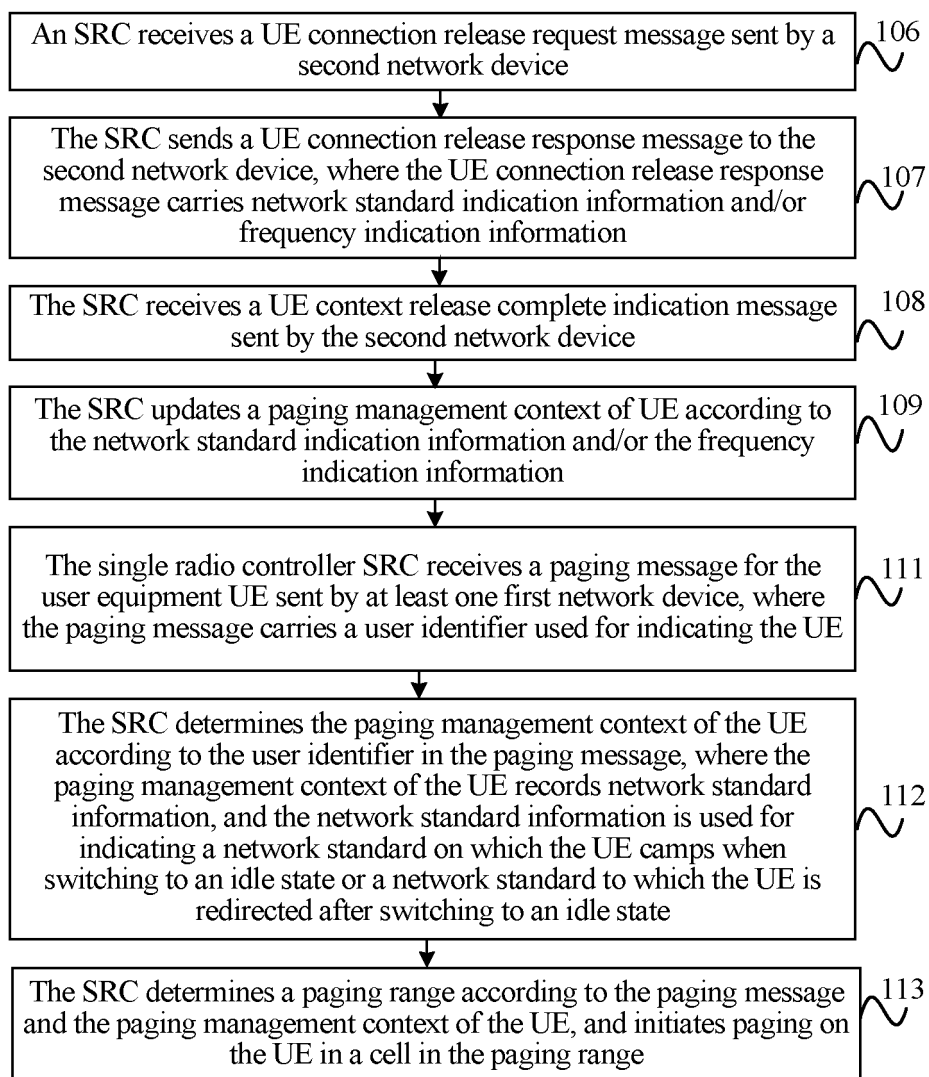 An SRC receives a UE connection release request message sent by a
second network device
106
The SRC sends a UE connection release response message to the
second network device, where the UE connection release response
message carries network standard indication information and/or
frequency indication information
107
The SRC receives a UE context release complete indication message
sent by the second network device
108
The SRC updates a paging management context of UE according to
the network standard indication information and/or the frequency
indication information
109
The single radio controller SRC receives a paging message for the
user equipment UE sent by at least one first network device, where
the paging message carries a user identifier used for indicating the UE
111
The SRC determines the paging management context of the UE
according to the user identifier in the paging message, where the
paging management context of the UE records network standard
information, and the network standard information is used for
indicating a network standard on which the UE camps when
switching to an idle state or a network standard to which the UE is
redirected after switching to an idle state
112
The SRC determines a paging range according to the paging message
and the paging management context of the UE, and initiates paging on
the UE in a cell in the paging range
113